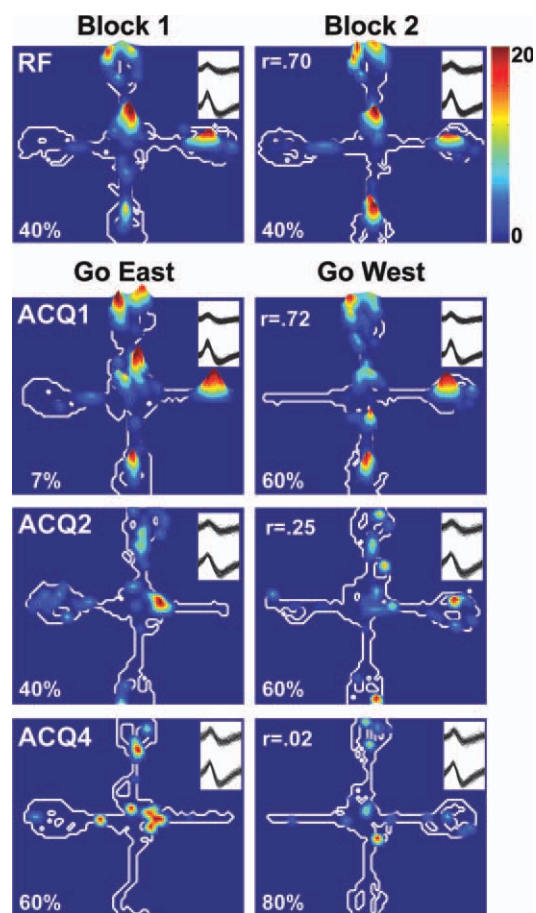 Block 1 Block 2
RF r=.70 20
40% 40% 0
Go East Go West
ACQ1 r=.72
7% 60%
ACQ2 r=.25
40% 60%
ACQ4 r=.02
60% 80%